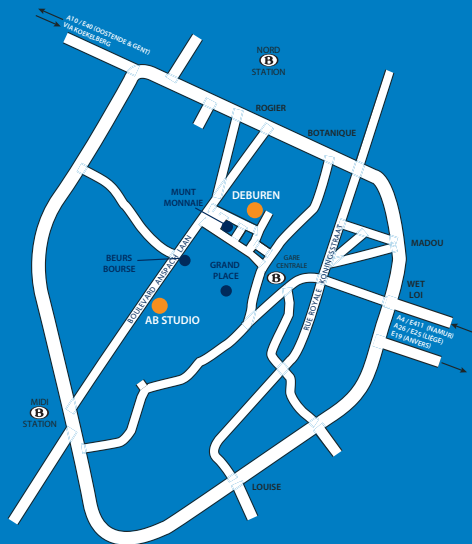 A10 / E40 (OOSTENDE & GENT)
VIA KOEKELBERG
NORD
B
STATION
ROGIER
BOTANIQUE
MUNT
MONNAIE
DEBUREN
MADOU
BEURS
BOURSE
GRAND
PLACE
GARE
CENTRALE
B
WET
LOI
BOULEVARD ANSPACH LAAN
RUE ROYALE KONINGSSTRAAT
AB STUDIO
A4 / E411 (NAMUR)
A26 / E25 (LIEGE)
E19 (ANVERS)
MIDI
B
STATION
LOUISE